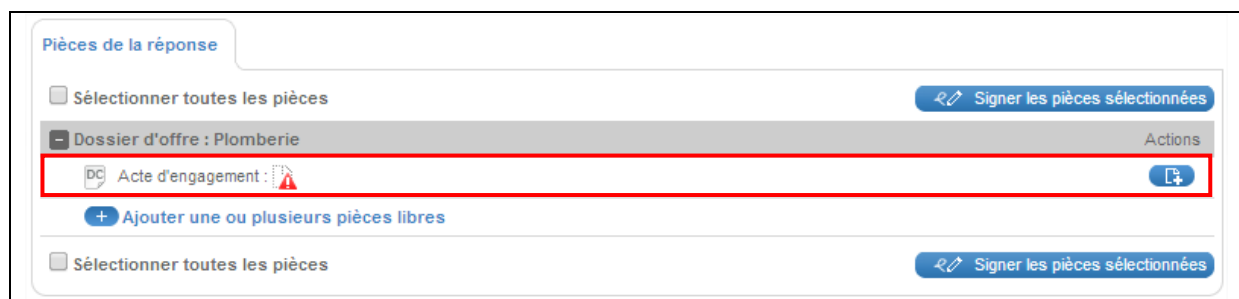 Pièces de la réponse
Sélectionner toutes les pièces
Signer les pièces sélectionnées
Dossier d'offre : Plomberie
Actions
DC
Acte d'engagement :
Ajouter une ou plusieurs pièces libres
Sélectionner toutes les pièces
Signer les pièces sélectionnées